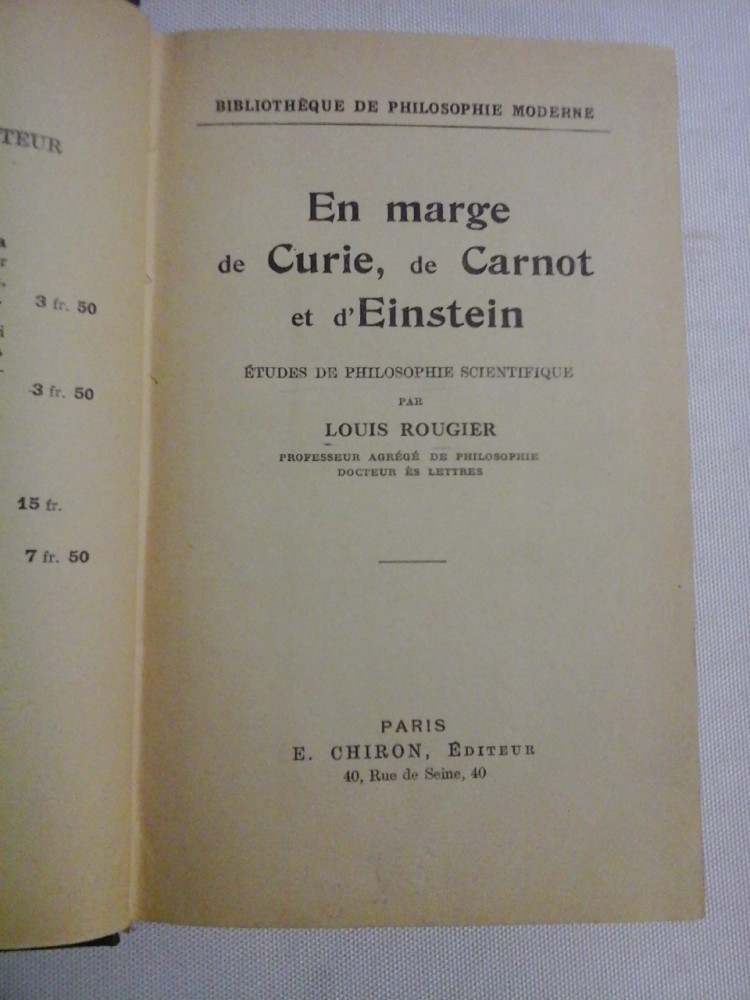 TEUR
3 fr. 50
3 fr. 50
15 fr.
7 fr. 50
BIBLIOTHÈQUE DE PHILOSOPHIE MODERNE
En marge
de Curie, de Carnot
et d'Einstein
ÉTUDES DE PHILOSOPHIE SCIENTIFIQUE
PAR
LOUIS ROUGIER
PROFESSEUR AGRÉGÉ DE PHILOSOPHIE
DOCTEUR ÈS LETTRES
PARIS
E. CHIRON, ÉDITEUR
40, Rue de Seine, 40